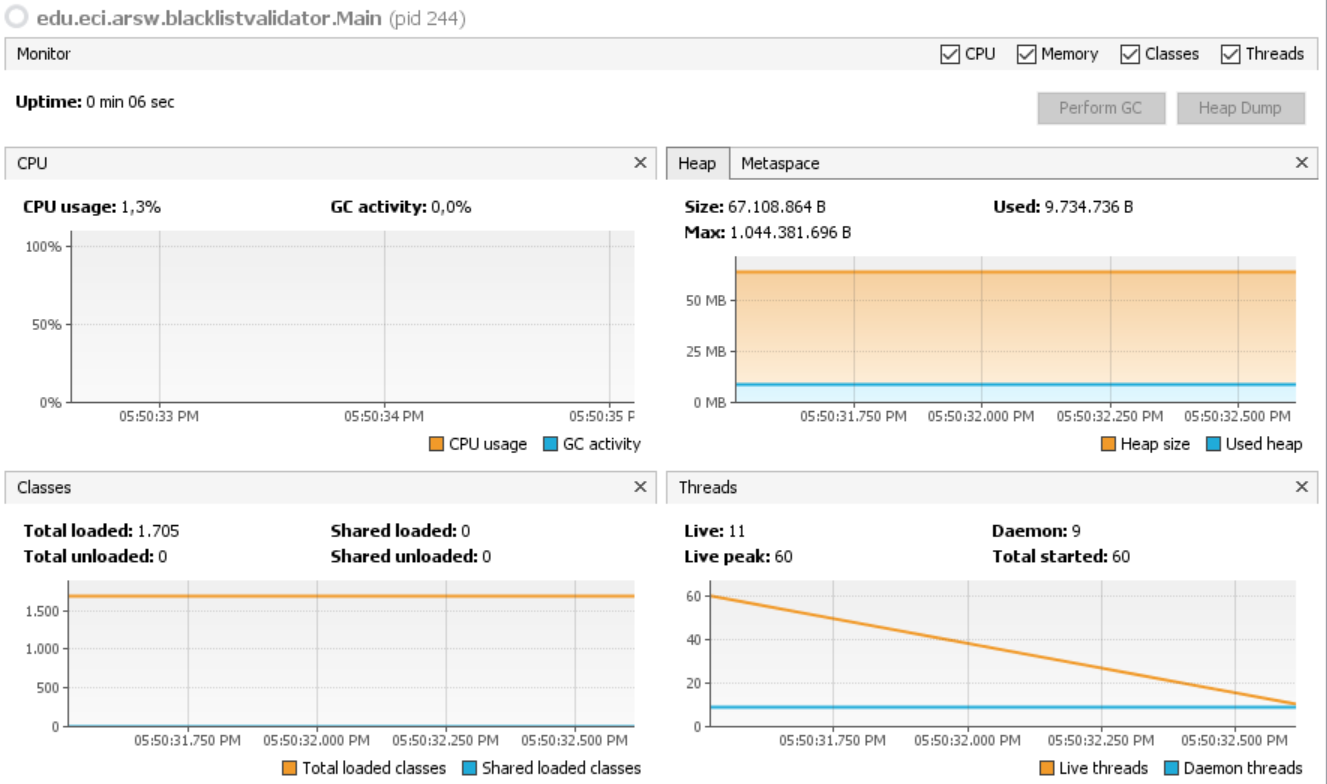 edu.eci.arsw.blacklistvalidator.Main (pid 244)
Monitor
CPU Memory Classes Threads
Uptime: 0 min 06 sec
Perform GC Heap Dump
CPU
CPU usage: 1,3% GC activity: 0,0%
100%
50%
0%
05:50:33 PM 05:50:34 PM 05:50:35 P
CPU usage GC activity
Heap Metaspace
Size: 67.108.864 B Used: 9.734.736 B
Max: 1.044.381.696 B
50 MB
25 MB
0 MB
05:50:31.750 PM 05:50:32.000 PM 05:50:32.250 PM 05:50:32.500 PM
Heap size Used heap
Classes
Total loaded: 1.705 Shared loaded: 0
Total unloaded: 0 Shared unloaded: 0
1.500
1.000
500
0
05:50:31.750 PM 05:50:32.000 PM 05:50:32.250 PM 05:50:32.500 PM
Total loaded classes Shared loaded classes
Threads
Live: 11 Daemon: 9
Live peak: 60 Total started: 60
60
40
20
0
05:50:31.750 PM 05:50:32.000 PM 05:50:32.250 PM 05:50:32.500 PM
Live threads Daemon threads